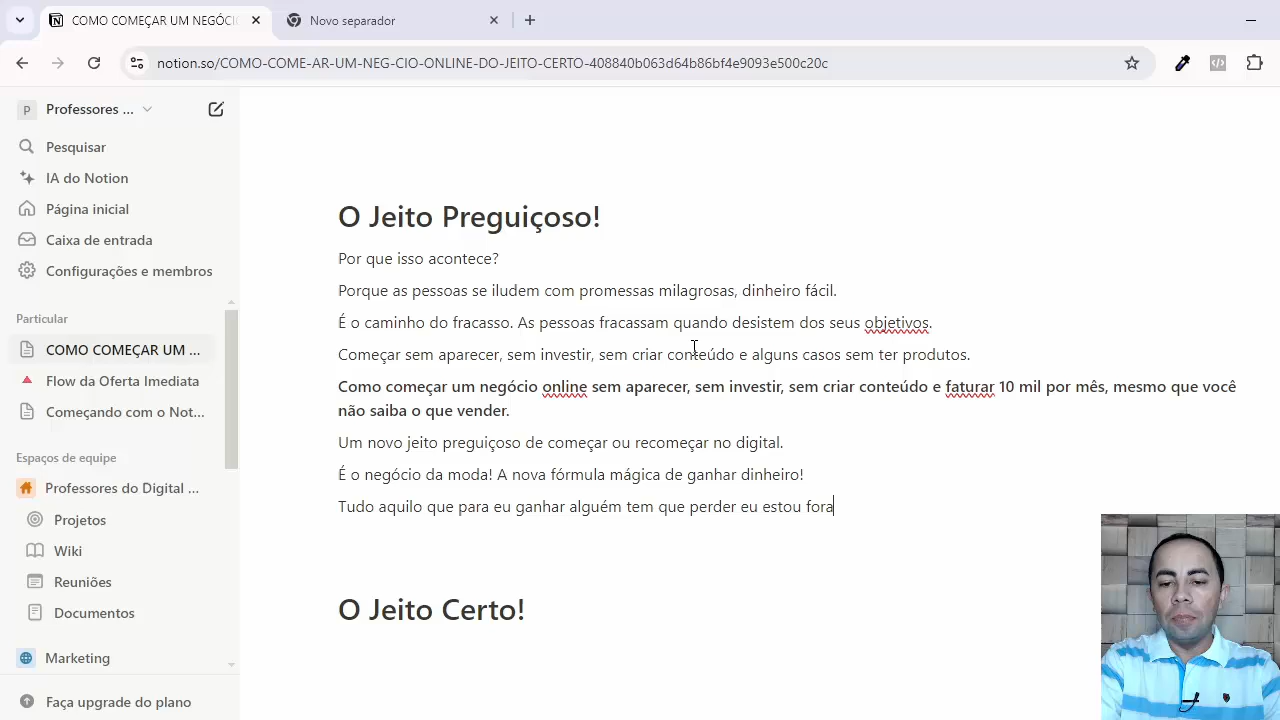 COMO COMEÇAR UM NEGÓCI
Novo separador
notion.so/COMO-COME-AR-UM-NEG-CIO-ONLINE-DO-JEITO-CERTO-408840b063d64b86bf4e9093e500c20c
P Professores ...
Pesquisar
IA do Notion
Página inicial
Caixa de entrada
Configurações e membros
Particular
COMO COMEÇAR UM ...
Flow da Oferta Imediata
Começando com o Not...
Espaços de equipe
Professores do Digital ...
Projetos
Wiki
Reuniões
Documentos
Marketing
Faça upgrade do plano
O Jeito Preguiçoso!
Por que isso acontece?
Porque as pessoas se iludem com promessas milagrosas, dinheiro fácil.
É o caminho do fracasso. As pessoas fracassam quando desistem dos seus objetivos.
Começar sem aparecer, sem investir, sem criar conteúdo e alguns casos sem ter produtos.
Como começar um negócio online sem aparecer, sem investir, sem criar conteúdo e faturar 10 mil por mês, mesmo que você
não saiba o que vender.
Um novo jeito preguiçoso de começar ou recomeçar no digital.
É o negócio da moda! A nova fórmula mágica de ganhar dinheiro!
Tudo aquilo que para eu ganhar alguém tem que perder eu estou fora
O Jeito Certo!